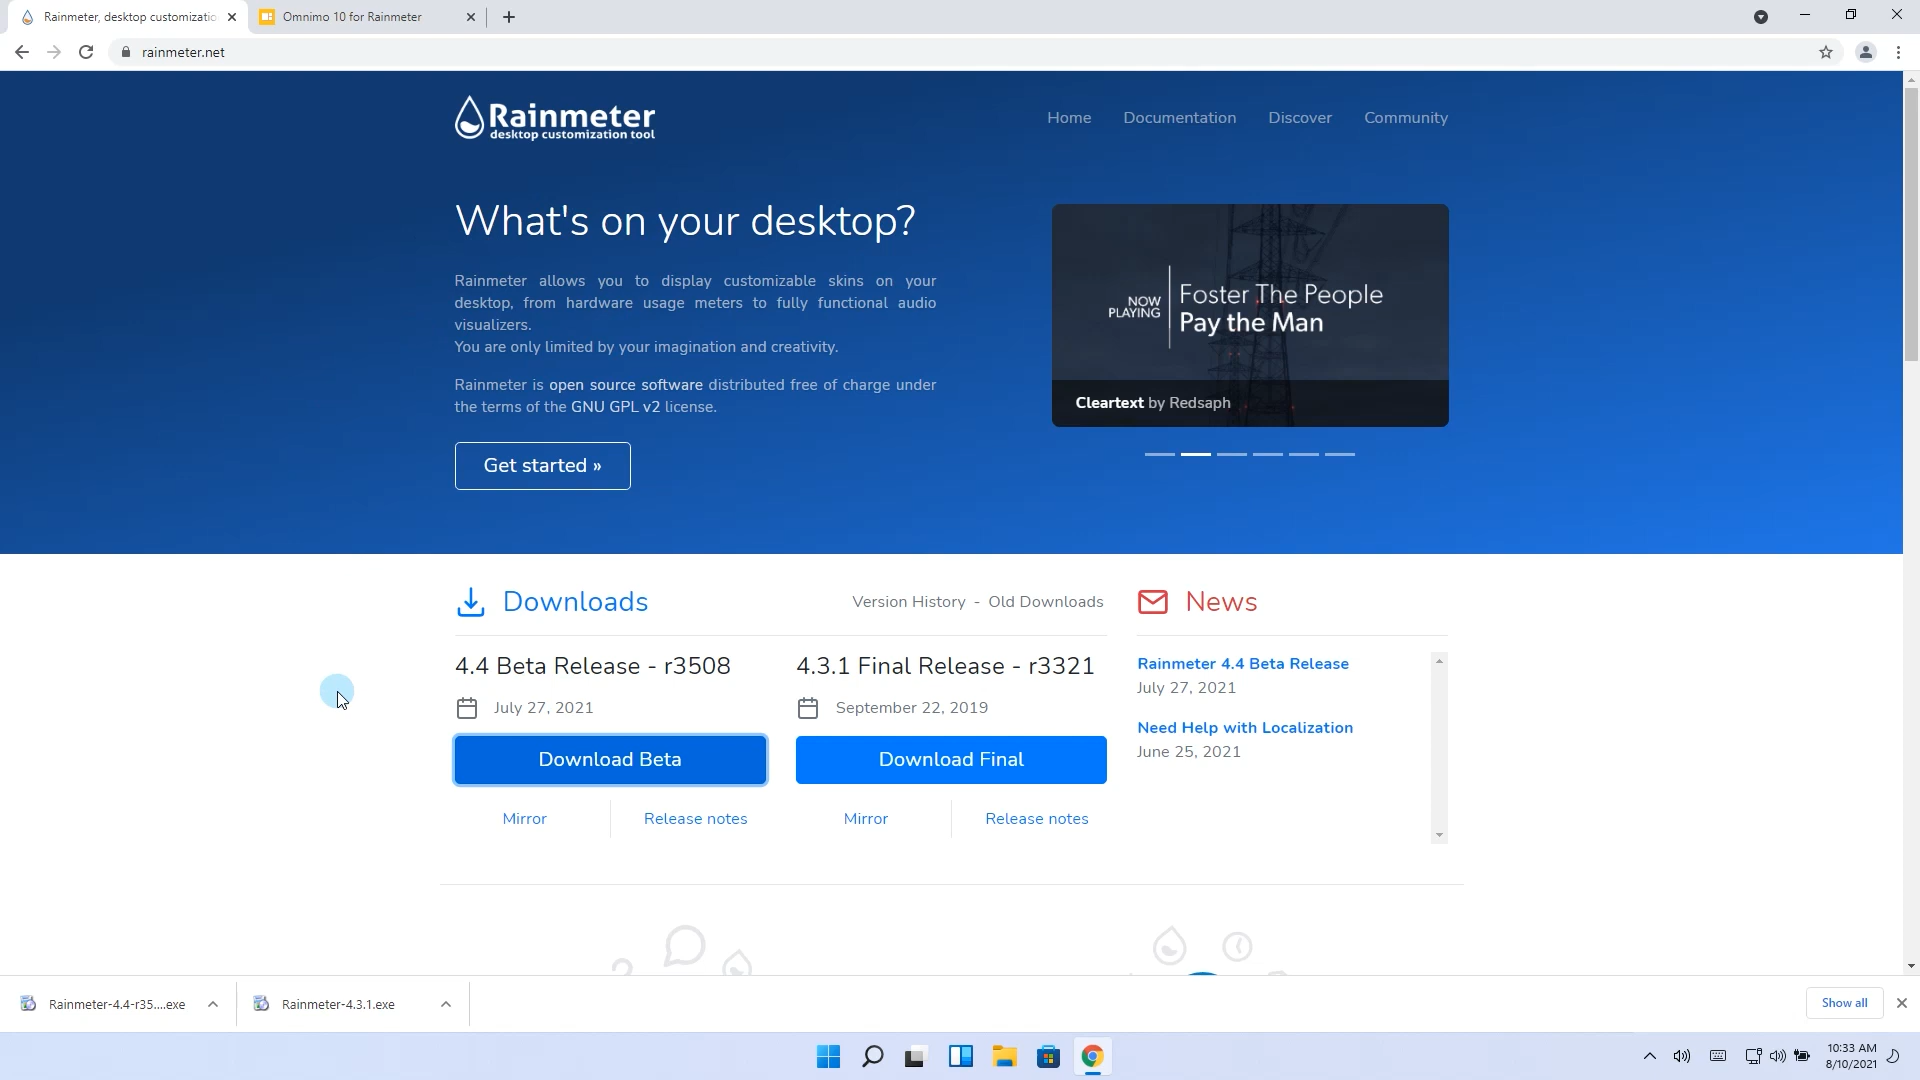 Rainmeter, desktop customizatio
Omnimo 10 for Rainmeter
rainmeter.net
Rainmeter
desktop customization tool
Home
Documentation
Discover
Community
What's on your desktop?
Rainmeter allows you to display customizable skins on your
desktop, from hardware usage meters to fully functional audio
visualizers.
You are only limited by your imagination and creativity.
Rainmeter is open source software distributed free of charge under
the terms of the GNU GPL v2 license.
Get started »
NOW
PLAYING
Foster The People
Pay the Man
Cleartext by Redsaph
Downloads
Version History - Old Downloads
4.4 Beta Release - r3508
July 27, 2021
Download Beta
Mirror
Release notes
4.3.1 Final Release - r3321
September 22, 2019
Download Final
Mirror
Release notes
News
Rainmeter 4.4 Beta Release
July 27, 2021
Need Help with Localization
June 25, 2021
Rainmeter-4.4-r35....exe
Rainmeter-4.3.1.exe
Show all
10:33 AM
8/10/2021